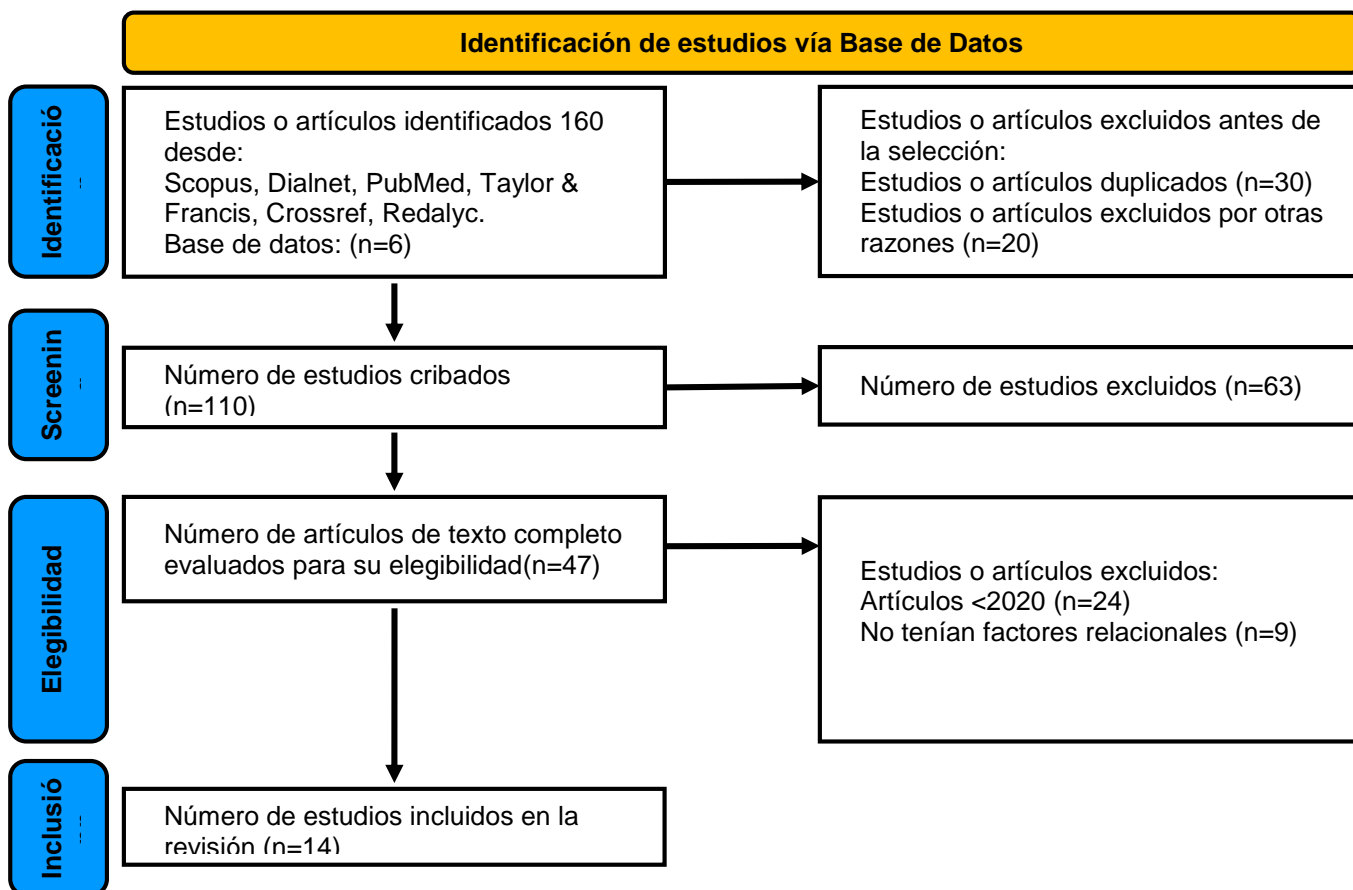 Identificación de estudios vía Base de Datos
Identificació
Estudios o artículos identificados 160
desde:
Scopus, Dialnet, PubMed, Taylor &
Francis, Crossref, Redalyc.
Base de datos: (n=6)
Estudios o artículos excluidos antes de
la selección:
Estudios o artículos duplicados (n=30)
Estudios o artículos excluidos por otras
razones (n=20)
Screenin
Número de estudios cribados
(n=110)
Número de estudios excluidos (n=63)
Elegibilidad
Número de artículos de texto completo
evaluados para su elegibilidad(n=47)
Estudios o artículos excluidos:
Artículos <2020 (n=24)
No tenían factores relacionales (n=9)
Inclusió
Número de estudios incluidos en la
revisión (n=14)